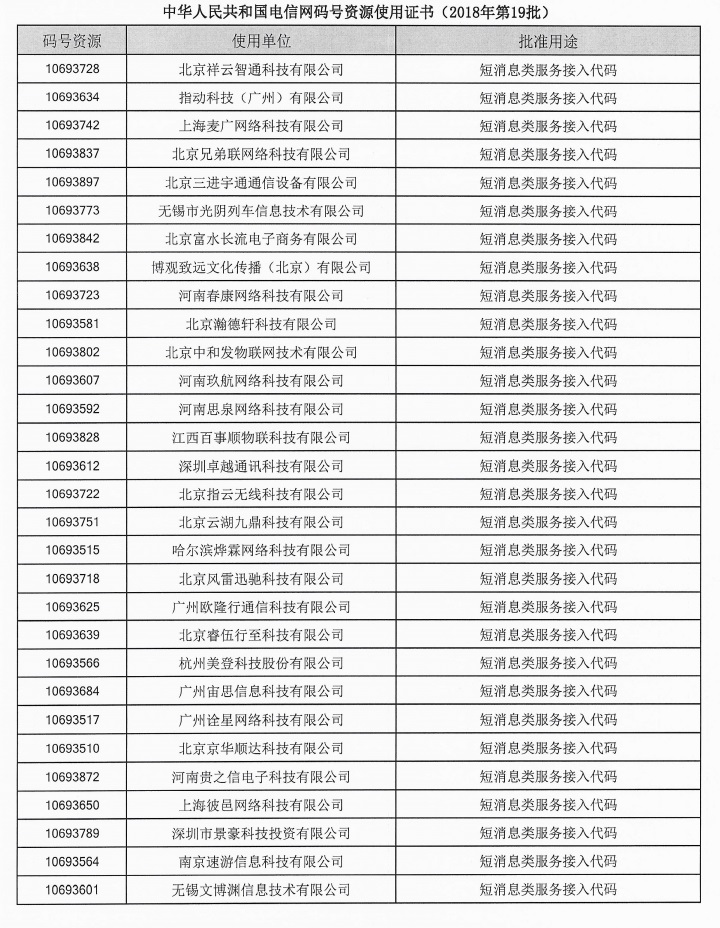 中华人民共和国电信网码号资源使用证书（2018年第19批）
码号资源 使用单位 批准用途
10693728 北京祥云智通科技有限公司 短消息类服务接入代码
10693634 指动科技（广州）有限公司 短消息类服务接入代码
10693742 上海麦广网络科技有限公司 短消息类服务接入代码
10693837 北京兄弟联网络科技有限公司 短消息类服务接入代码
10693897 北京三进宇通通信设备有限公司 短消息类服务接入代码
10693773 无锡市光阴列车信息技术有限公司 短消息类服务接入代码
10693842 北京富水长流电子商务有限公司 短消息类服务接入代码
10693638 博观致远文化传播（北京）有限公司 短消息类服务接入代码
10693723 河南春康网络科技有限公司 短消息类服务接入代码
10693581 北京瀚德轩科技有限公司 短消息类服务接入代码
10693802 北京中和发物联网技术有限公司 短消息类服务接入代码
10693607 河南玖航网络科技有限公司 短消息类服务接入代码
10693592 河南思泉网络科技有限公司 短消息类服务接入代码
10693828 江西百事顺物联科技有限公司 短消息类服务接入代码
10693612 深圳卓越通讯科技有限公司 短消息类服务接入代码
10693722 北京指云无线科技有限公司 短消息类服务接入代码
10693751 北京云湖九鼎科技有限公司 短消息类服务接入代码
10693515 哈尔滨烨霖网络科技有限公司 短消息类服务接入代码
10693718 北京风雷迅驰科技有限公司 短消息类服务接入代码
10693625 广州欧隆行通信科技有限公司 短消息类服务接入代码
10693639 北京睿伍行至科技有限公司 短消息类服务接入代码
10693566 杭州美登科技股份有限公司 短消息类服务接入代码
10693684 广州宙思信息科技有限公司 短消息类服务接入代码
10693517 广州诠星网络科技有限公司 短消息类服务接入代码
10693510 北京京华顺达科技有限公司 短消息类服务接入代码
10693872 河南贵之信电子科技有限公司 短消息类服务接入代码
10693650 上海彼邑网络科技有限公司 短消息类服务接入代码
10693789 深圳市景豪科技投资有限公司 短消息类服务接入代码
10693564 南京速游信息科技有限公司 短消息类服务接入代码
10693601 无锡文博渊信息技术有限公司 短消息类服务接入代码